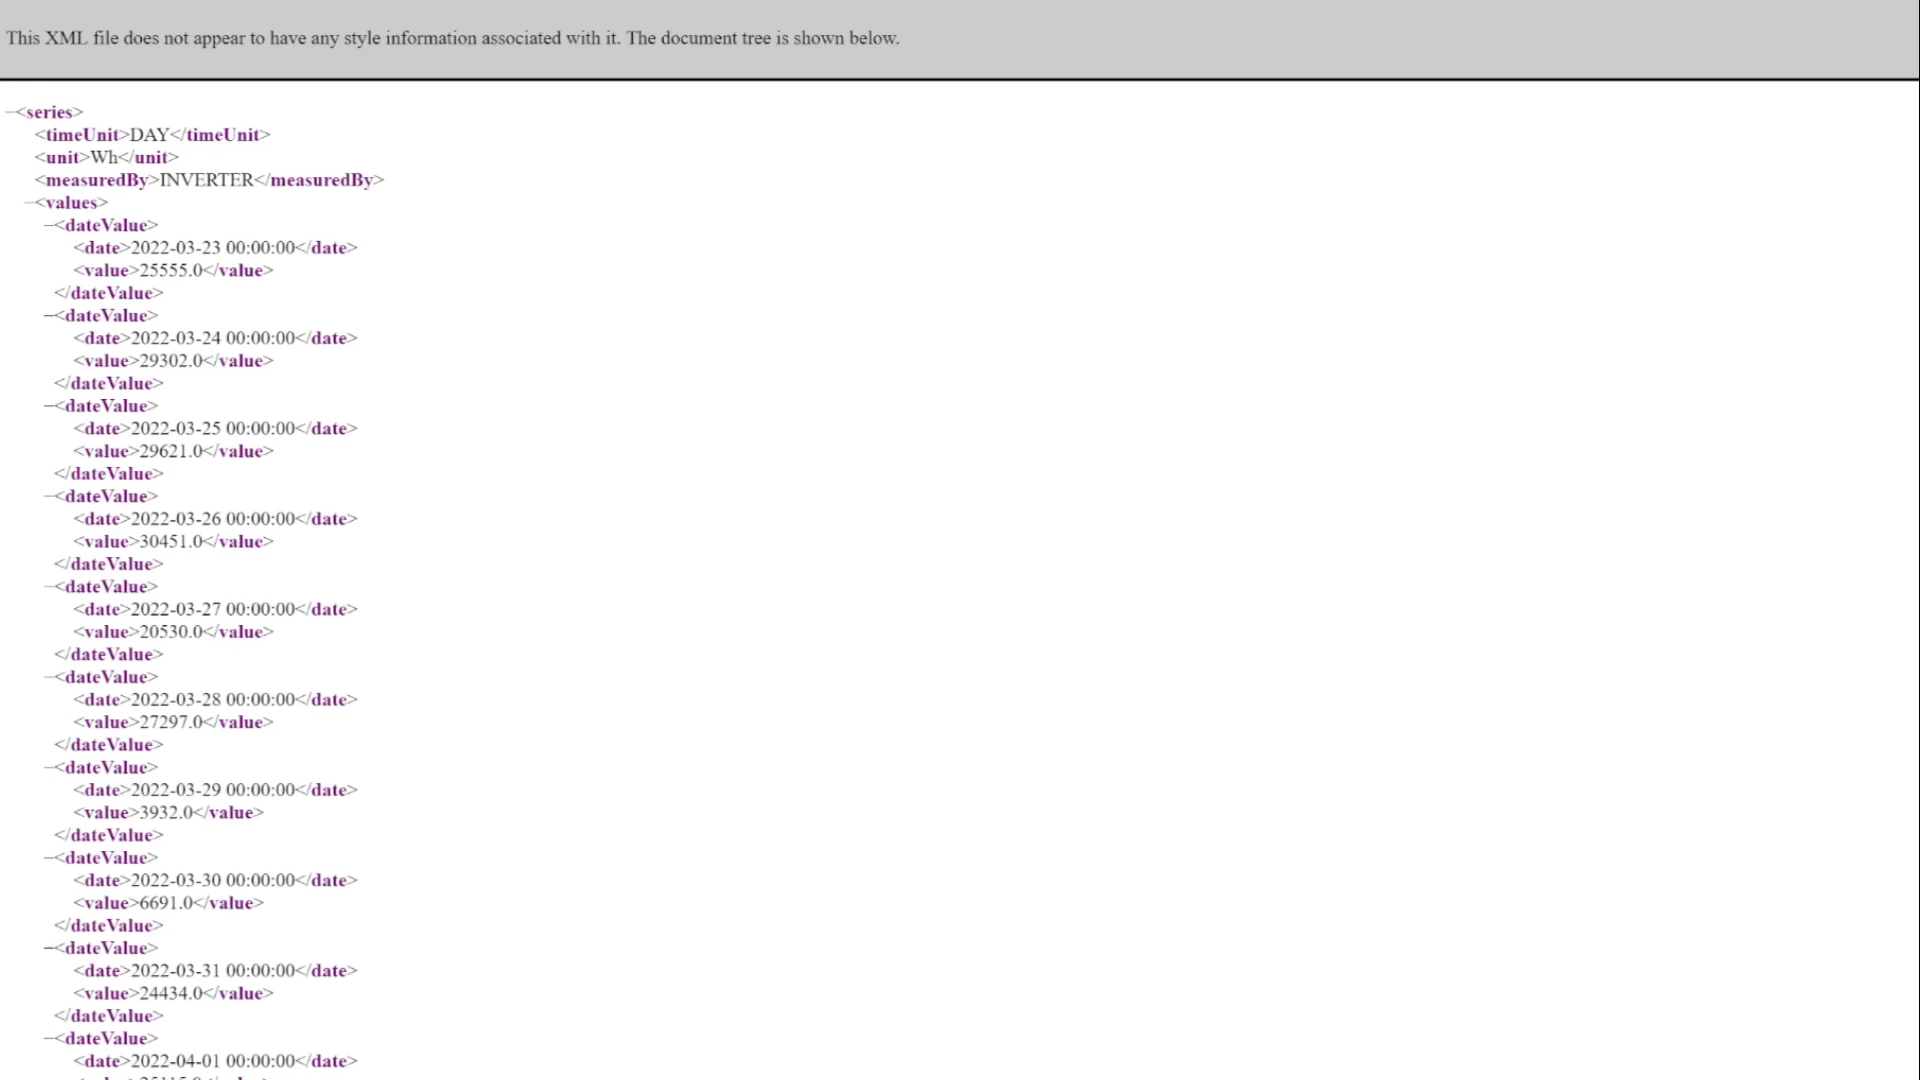 This XML file does not appear to have any style information associated with it. The document tree is shown below.
−<series>
<timeUnit>DAY</timeUnit>
<unit>Wh</unit>
<measuredBy>INVERTER</measuredBy>
−<values>
−<dateValue>
<date>2022-03-23 00:00:00</date>
<value>25555.0</value>
</dateValue>
−<dateValue>
<date>2022-03-24 00:00:00</date>
<value>29302.0</value>
</dateValue>
−<dateValue>
<date>2022-03-25 00:00:00</date>
<value>29621.0</value>
</dateValue>
−<dateValue>
<date>2022-03-26 00:00:00</date>
<value>30451.0</value>
</dateValue>
−<dateValue>
<date>2022-03-27 00:00:00</date>
<value>20530.0</value>
</dateValue>
−<dateValue>
<date>2022-03-28 00:00:00</date>
<value>27297.0</value>
</dateValue>
−<dateValue>
<date>2022-03-29 00:00:00</date>
<value>3932.0</value>
</dateValue>
−<dateValue>
<date>2022-03-30 00:00:00</date>
<value>6691.0</value>
</dateValue>
−<dateValue>
<date>2022-03-31 00:00:00</date>
<value>24434.0</value>
</dateValue>
−<dateValue>
<date>2022-04-01 00:00:00</date>